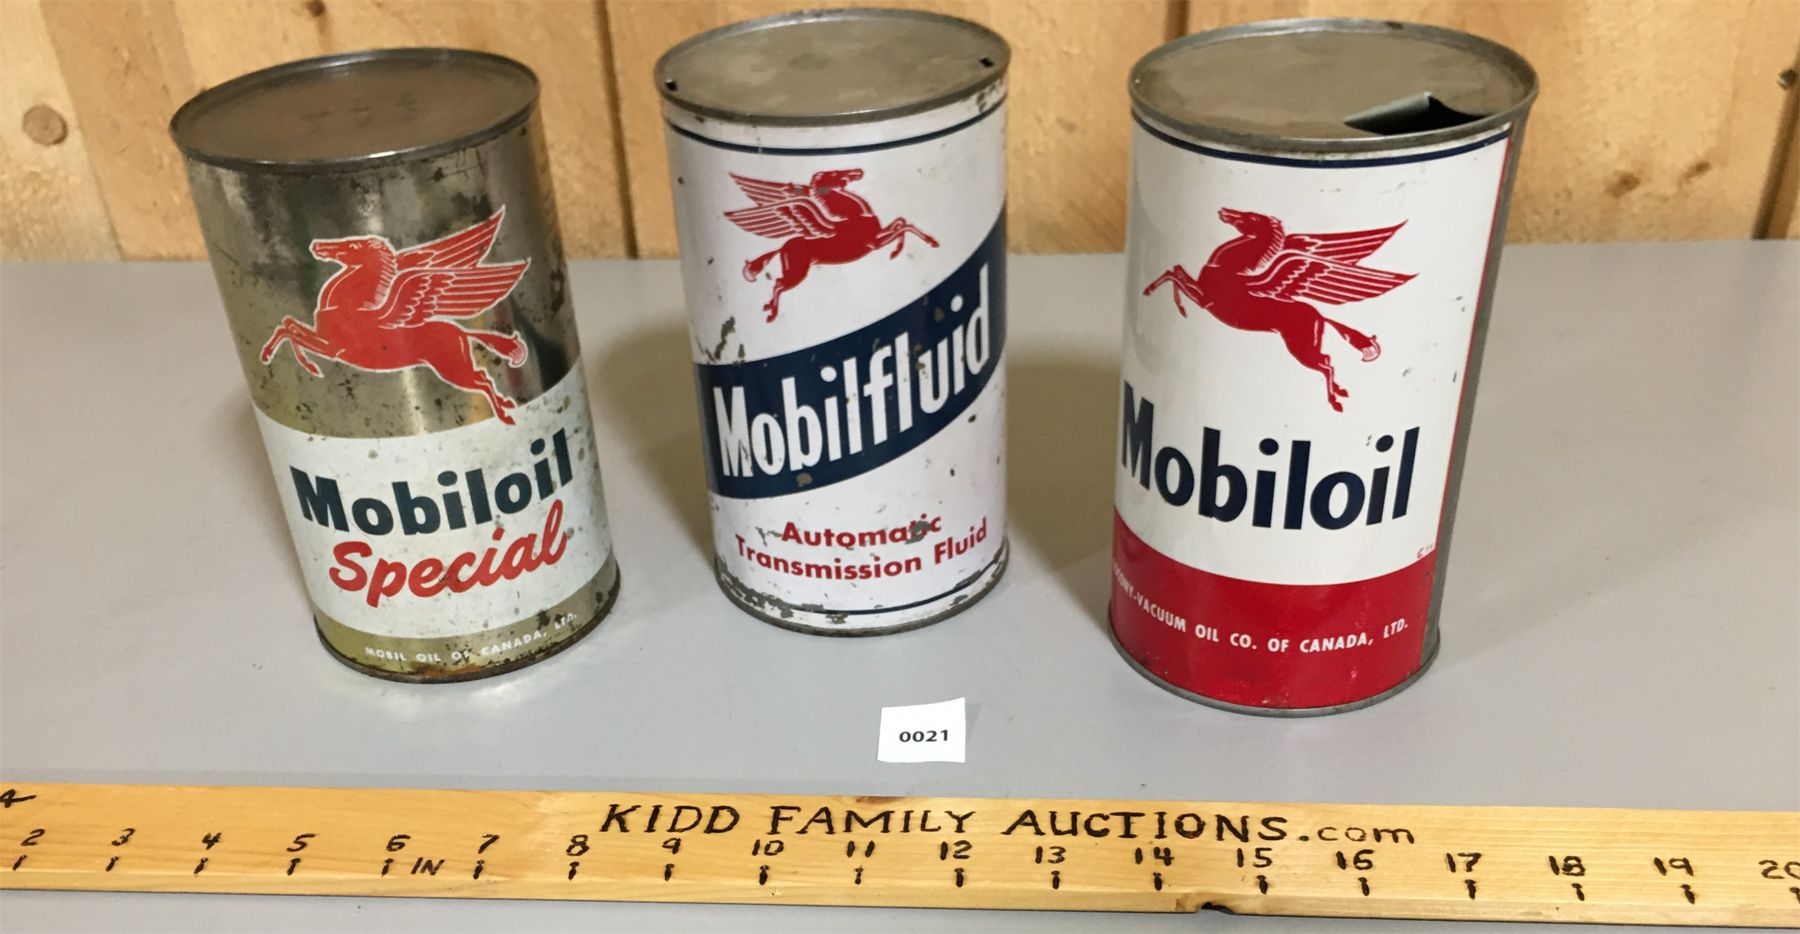 Mobiloil
Special
MOBIL OIL OF CANADA, LTD.
Mobilfluid
Automatic
Transmission Fluid
Mobiloil
SOCONY-VACUUM OIL CO. OF CANADA, LTD.
0021
KIDD FAMILY AUCTIONS.com
2 3 4 5 6 IN 7 8 9 10 11 12 13 14 15 16 17 18 19 20